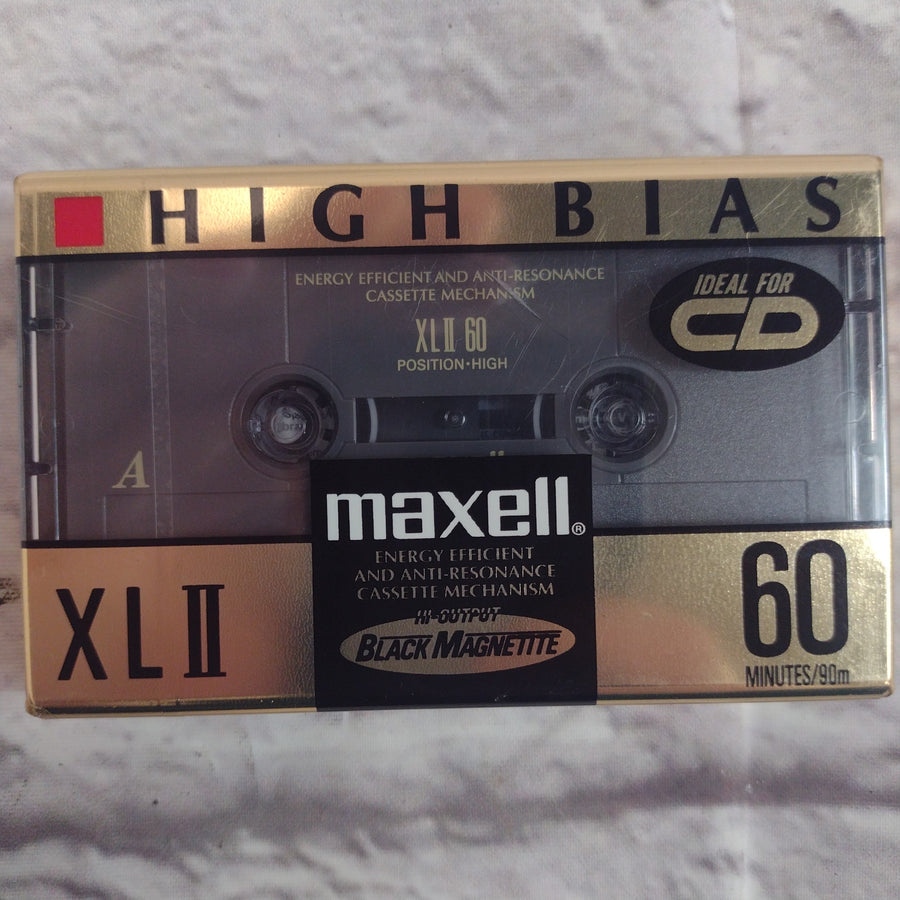 HIGH BIAS
ENERGY EFFICIENT AND ANTI-RESONANCE
CASSETTE MECHANISM
IDEAL FOR
CD
XLⅡ 60
POSITION·HIGH
A
maxell®
ENERGY EFFICIENT
AND ANTI-RESONANCE
CASSETTE MECHANISM
HI-OUTPUT
BLACK MAGNETITE
XLⅡ
60
MINUTES/90m